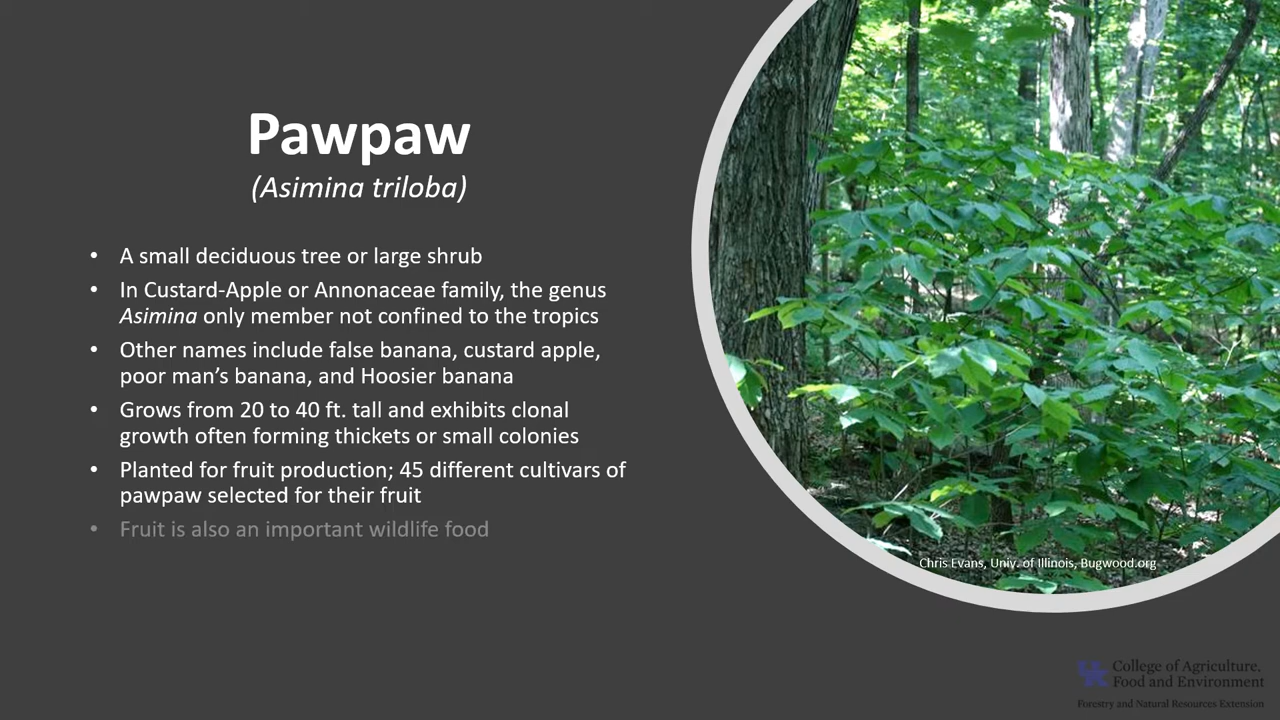 Pawpaw
(Asimina triloba)
• A small deciduous tree or large shrub
• In Custard-Apple or Annonaceae family, the genus
Asimina only member not confined to the tropics
• Other names include false banana, custard apple,
poor man's banana, and Hoosier banana
• Grows from 20 to 40 ft. tall and exhibits clonal
growth often forming thickets or small colonies
• Planted for fruit production; 45 different cultivars of
pawpaw selected for their fruit
• Fruit is also an important wildlife food
Chris Evans, Univ. of Illinois, Bugwood.org
College of Agriculture,
Food and Environment
Forestry and Natural Resources Extension